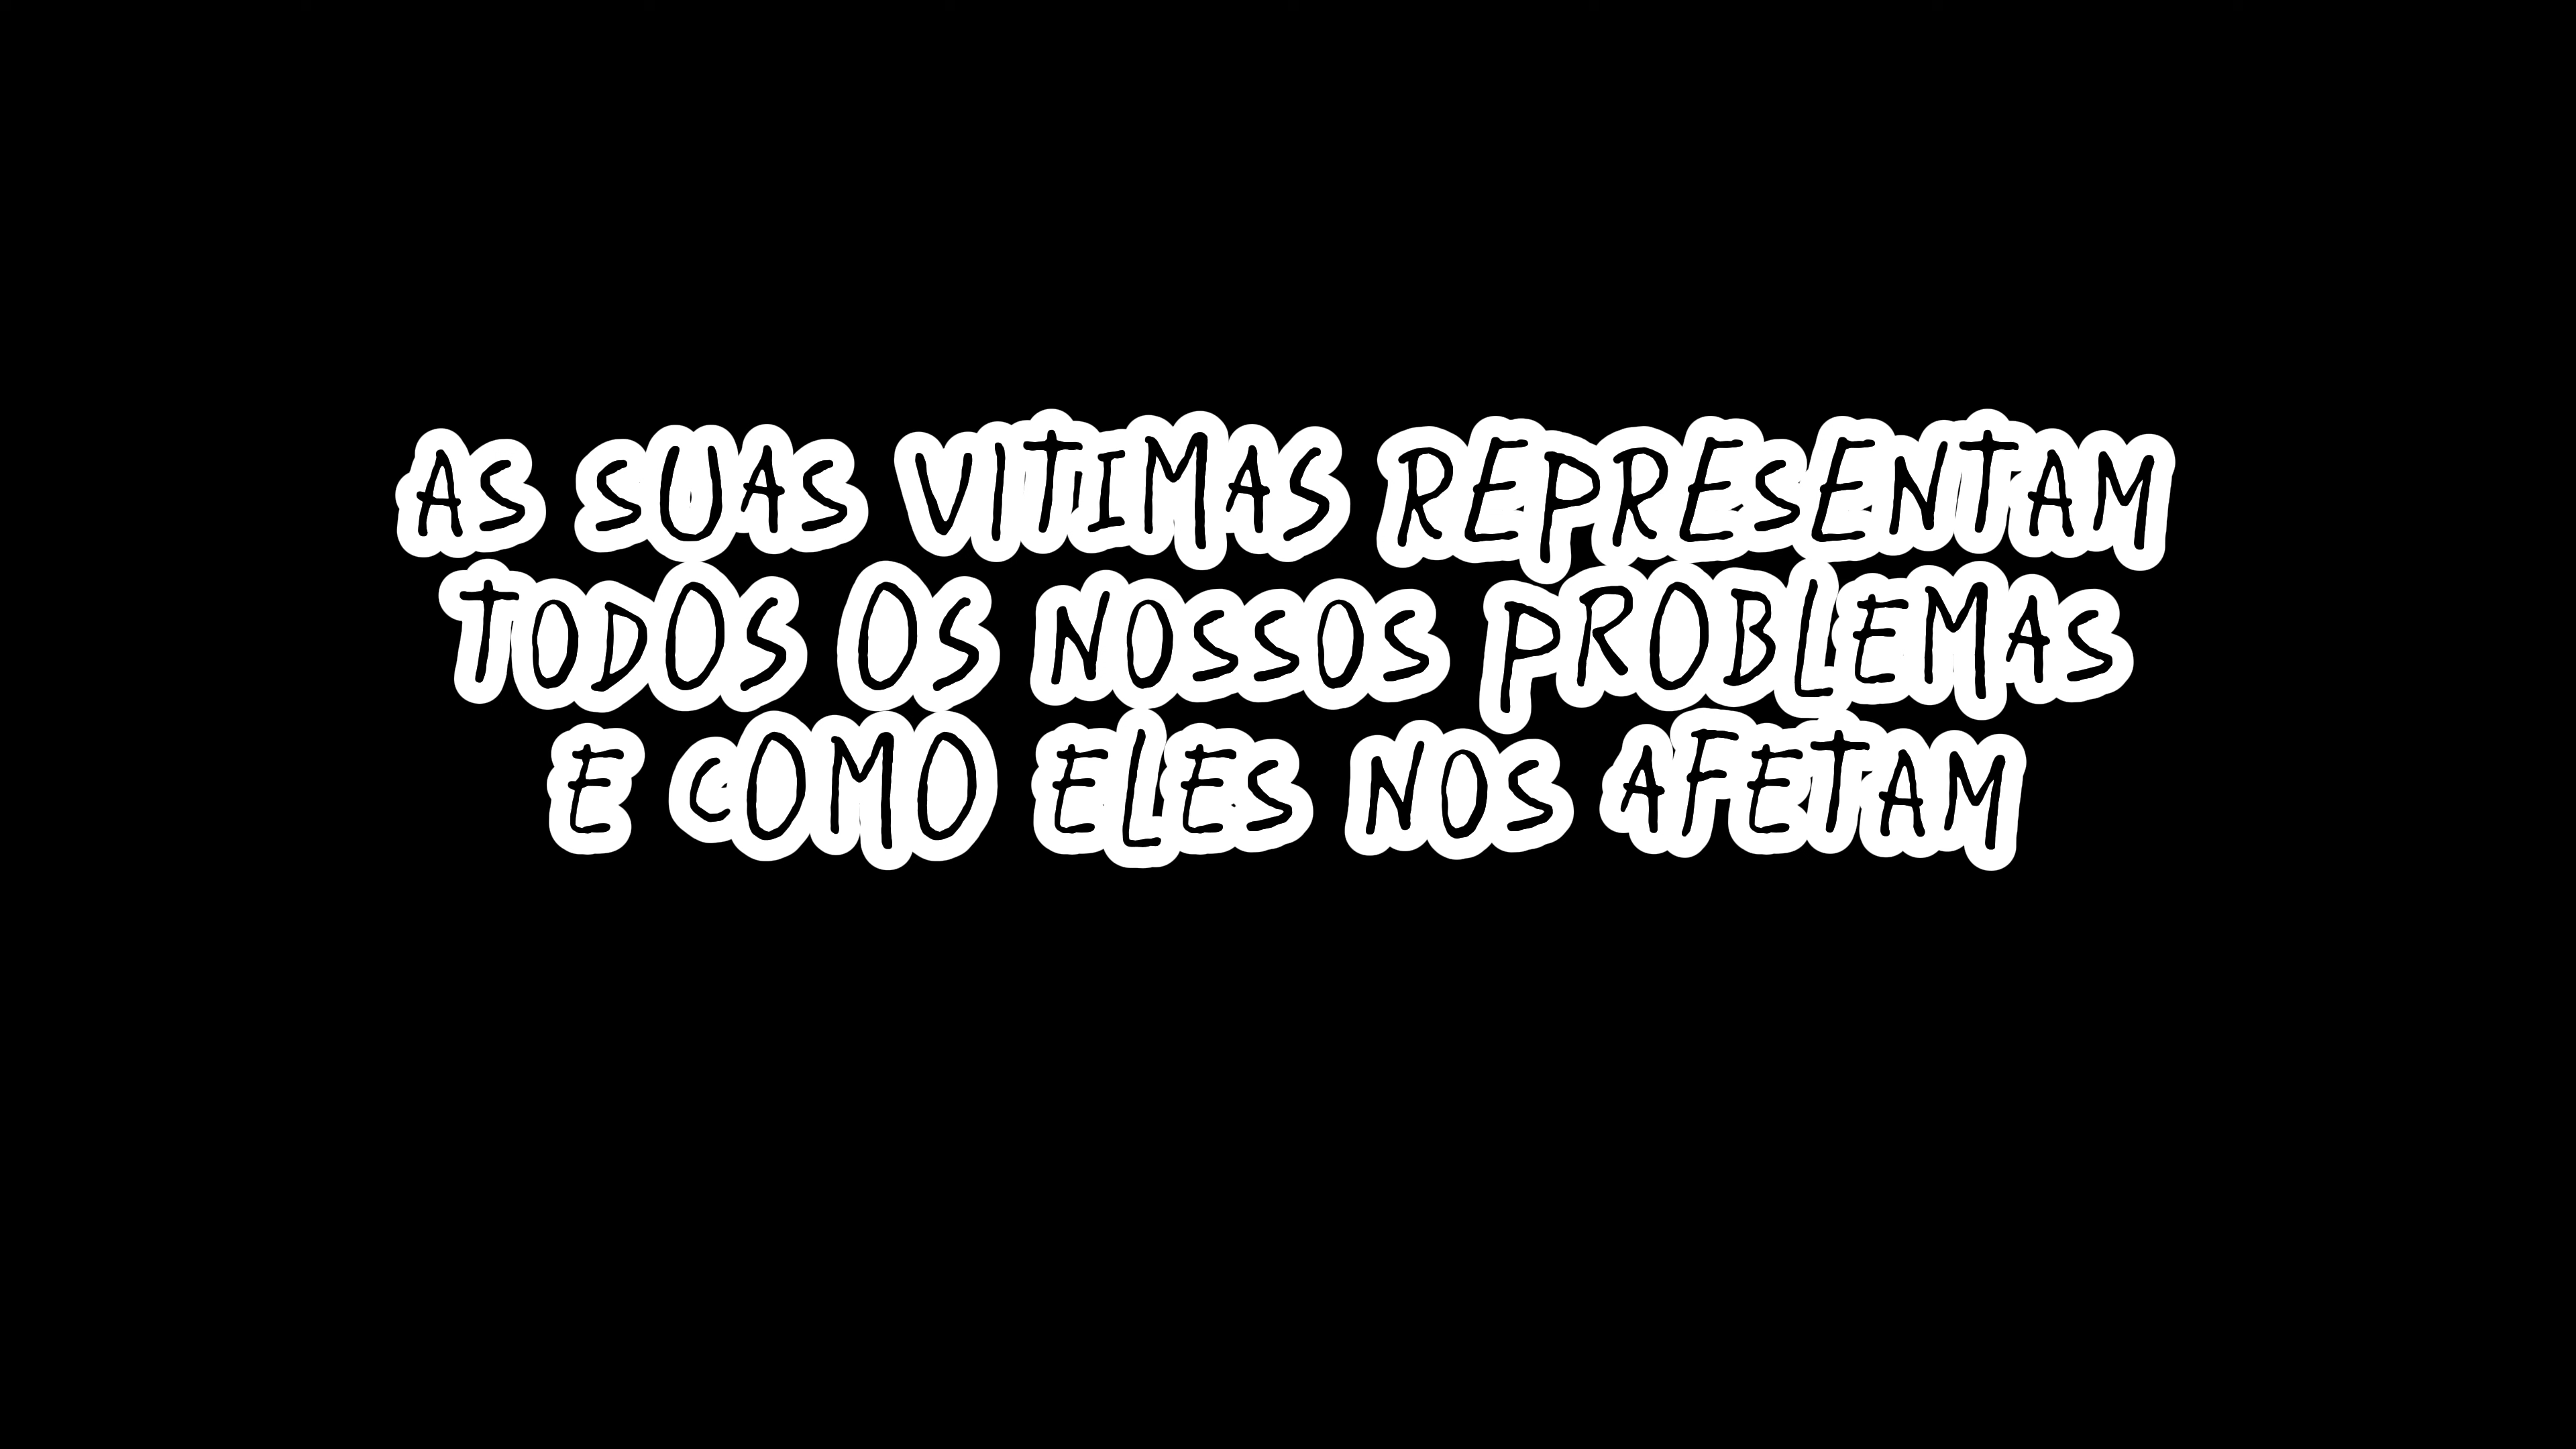 AS SUAS VITIMAS REPRESENTAM
TODOS OS NOSSOS PROBLEMAS
E COMO ELES NOS AFETAM